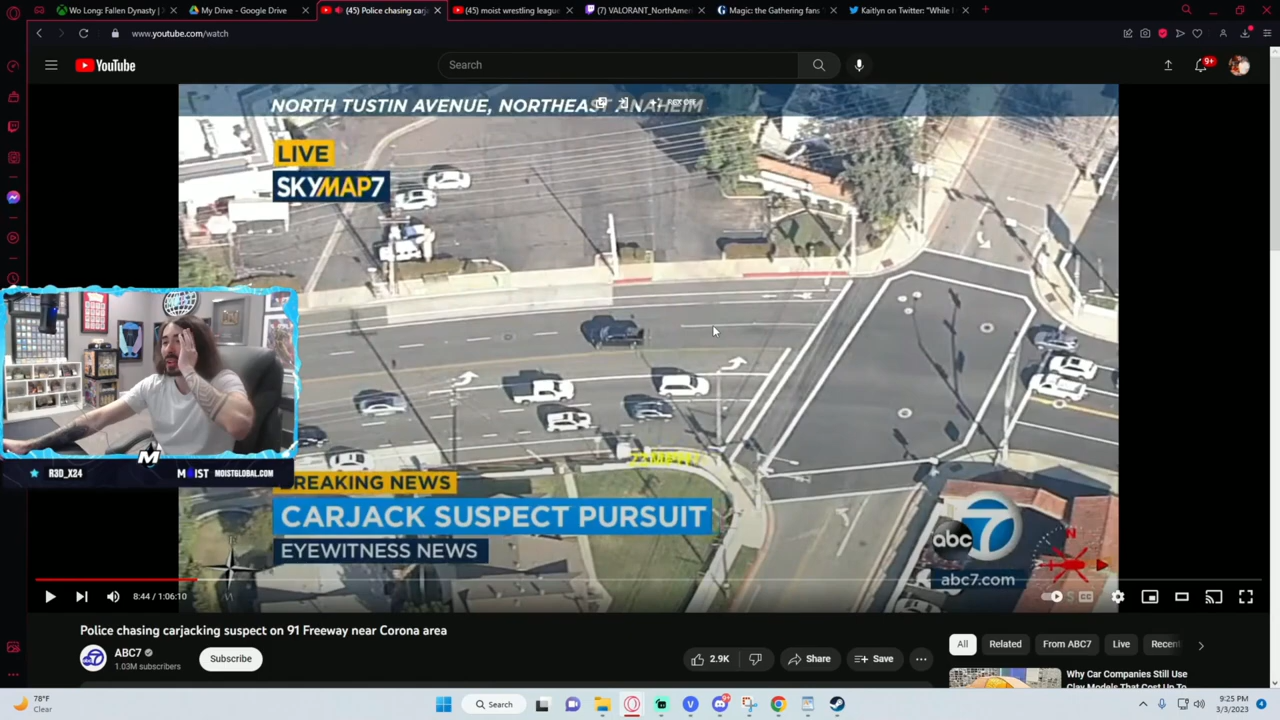 Wo Long: Fallen Dynasty |
My Drive - Google Drive
(45) Police chasing carja
(45) moist wrestling league
(7) VALORANT_NorthAmer
Magic: the Gathering fans
Kaitlyn on Twitter: "While
www.youtube.com/watch
YouTube
Search
9+
NORTH TUSTIN AVENUE, NORTHEAST ANAHEIM
LIVE
SKYMAP7
R3D_X24
M
MOIST
MOISTGLOBAL.COM
BREAKING NEWS
CARJACK SUSPECT PURSUIT
EYEWITNESS NEWS
abc 7
abc7.com
N
8:44 / 1:06:10
Police chasing carjacking suspect on 91 Freeway near Corona area
ABC7
1.03M subscribers
Subscribe
2.9K
Share
Save
All
Related
From ABC7
Live
Recen
Why Car Companies Still Use
Clay Models That Cost Up To
78°F
Clear
Search
9:25 PM
3/3/2023